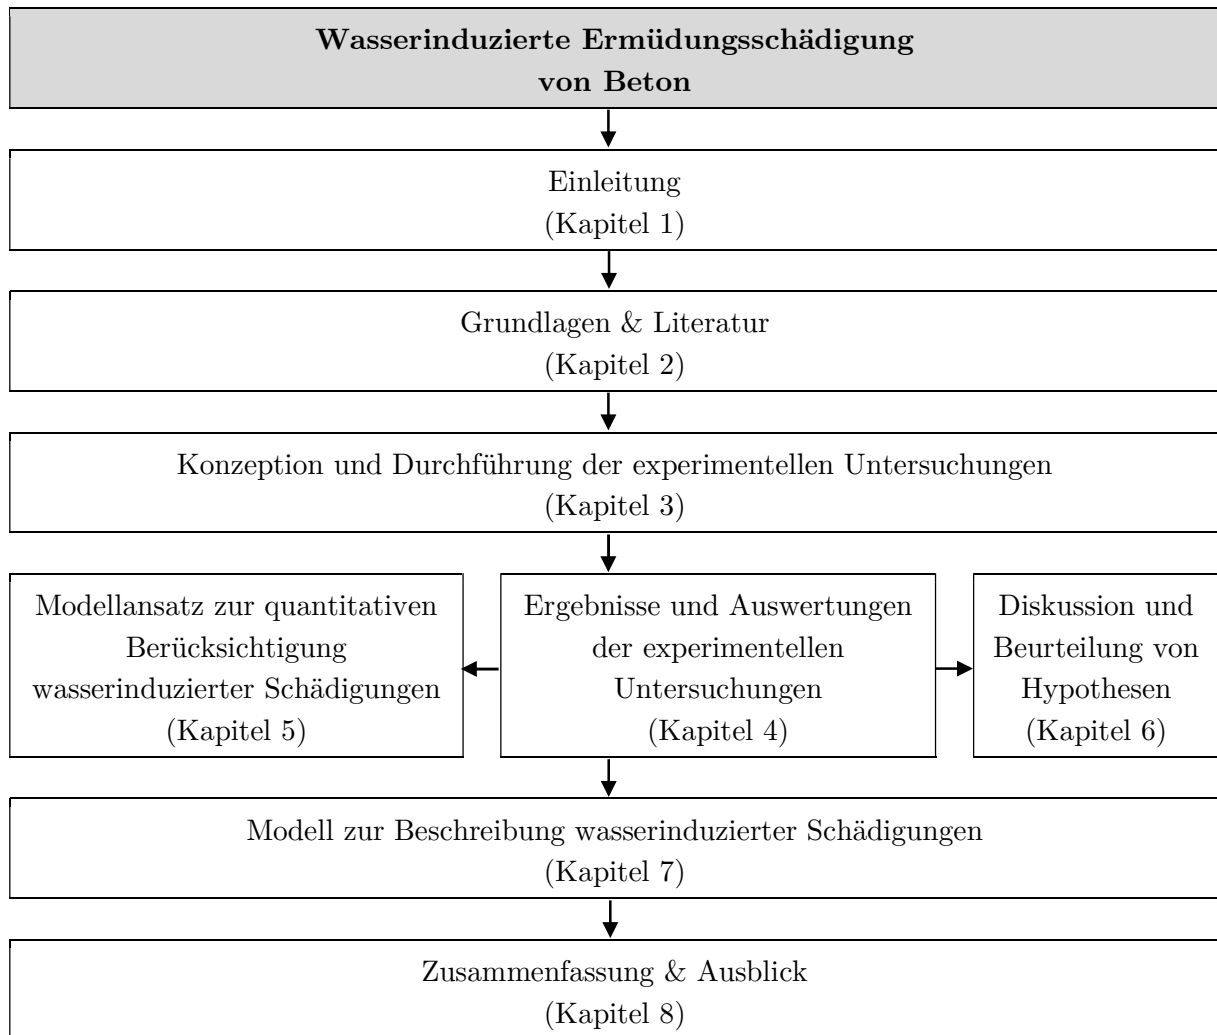 Wasserinduzierte Ermüdungsschädigung
von Beton
Einleitung
(Kapitel 1)
Grundlagen & Literatur
(Kapitel 2)
Konzeption und Durchführung der experimentellen Untersuchungen
(Kapitel 3)
Modellansatz zur quantitativen
Berücksichtigung
wasserinduzierter Schädigungen
(Kapitel 5)
Ergebnisse und Auswertungen
der experimentellen
Untersuchungen
(Kapitel 4)
Diskussion und
Beurteilung von
Hypothesen
(Kapitel 6)
Modell zur Beschreibung wasserinduzierter Schädigungen
(Kapitel 7)
Zusammenfassung & Ausblick
(Kapitel 8)